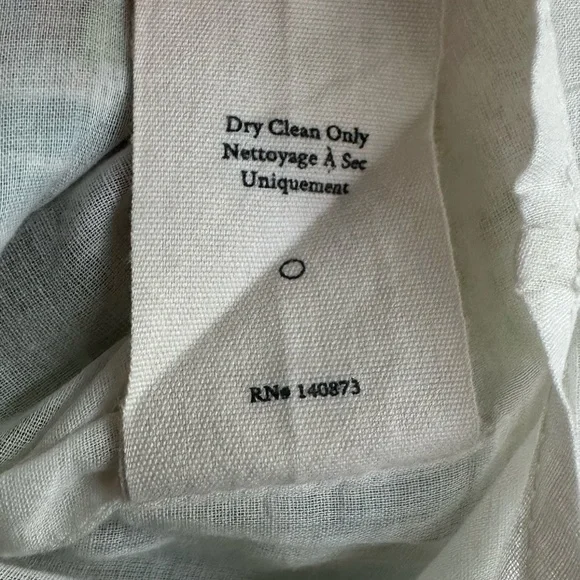 Dry Clean Only
Nettoyage À Sec
Uniquement
RN# 140873